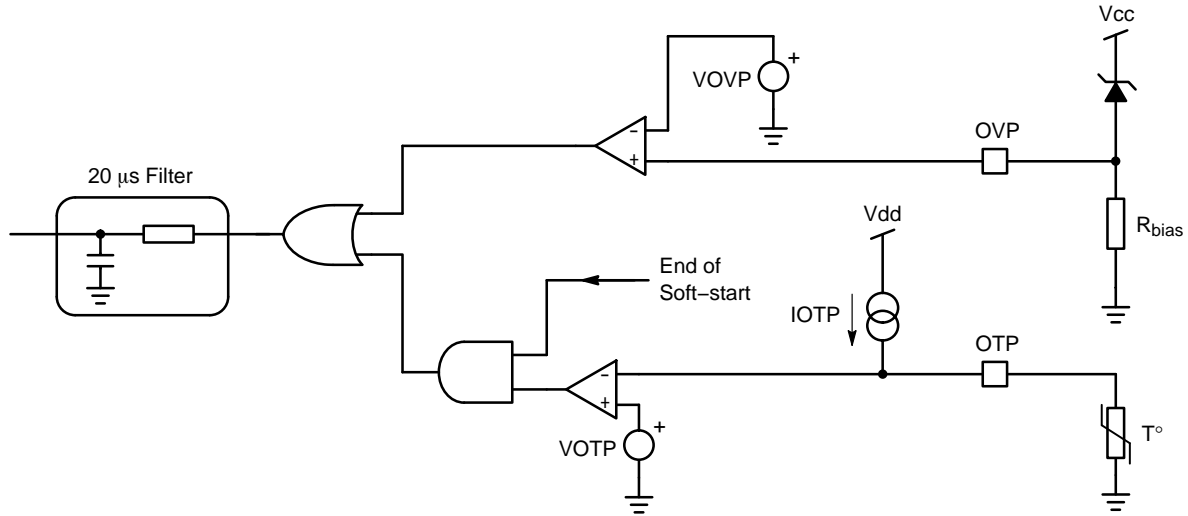 Vcc
VOVP
+
OVP
-
+
20 μs Filter
Vdd
Rbias
End of
Soft–start
IOTP
OTP
-
+
+
VOTP
T°